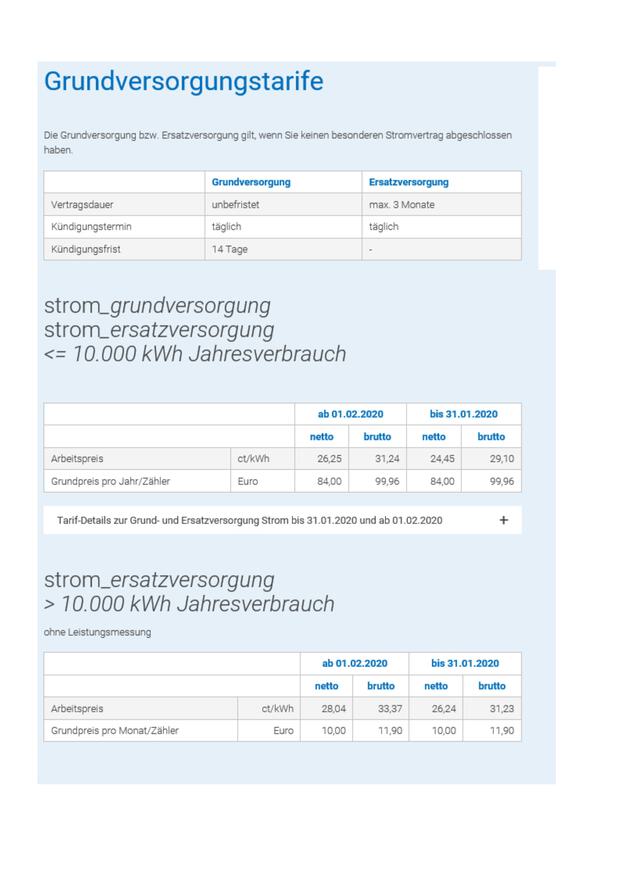 Grundversorgungstarife
Die Grundversorgung bzw. Ersatzversorgung gilt, wenn Sie keinen besonderen Stromvertrag abgeschlossen
haben.
Grundversorgung Ersatzversorgung
Vertragsdauer unbefristet max. 3 Monate
Kündigungstermin täglich täglich
Kündigungsfrist 14 Tage -
strom_grundversorgung
strom_ersatzversorgung
<= 10.000 kWh Jahresverbrauch
ab 01.02.2020 bis 31.01.2020
netto brutto netto brutto
Arbeitspreis ct/kWh 26,25 31,24 24,45 29,10
Grundpreis pro Jahr/Zähler Euro 84,00 99,96 84,00 99,96
Tarif-Details zur Grund- und Ersatzversorgung Strom bis 31.01.2020 und ab 01.02.2020 +
strom_ersatzversorgung
> 10.000 kWh Jahresverbrauch
ohne Leistungsmessung
ab 01.02.2020 bis 31.01.2020
netto brutto netto brutto
Arbeitspreis ct/kWh 28,04 33,37 26,24 31,23
Grundpreis pro Monat/Zähler Euro 10,00 11,90 10,00 11,90